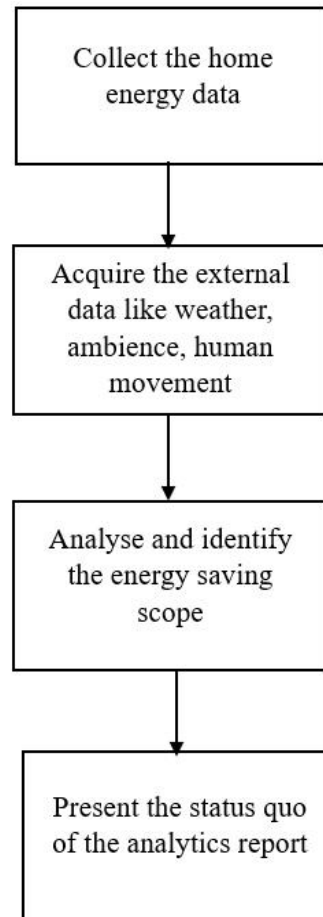 Collect the home
energy data
Acquire the external
data like weather,
ambience, human
movement
Analyse and identify
the energy saving
scope
Present the status quo
of the analytics report